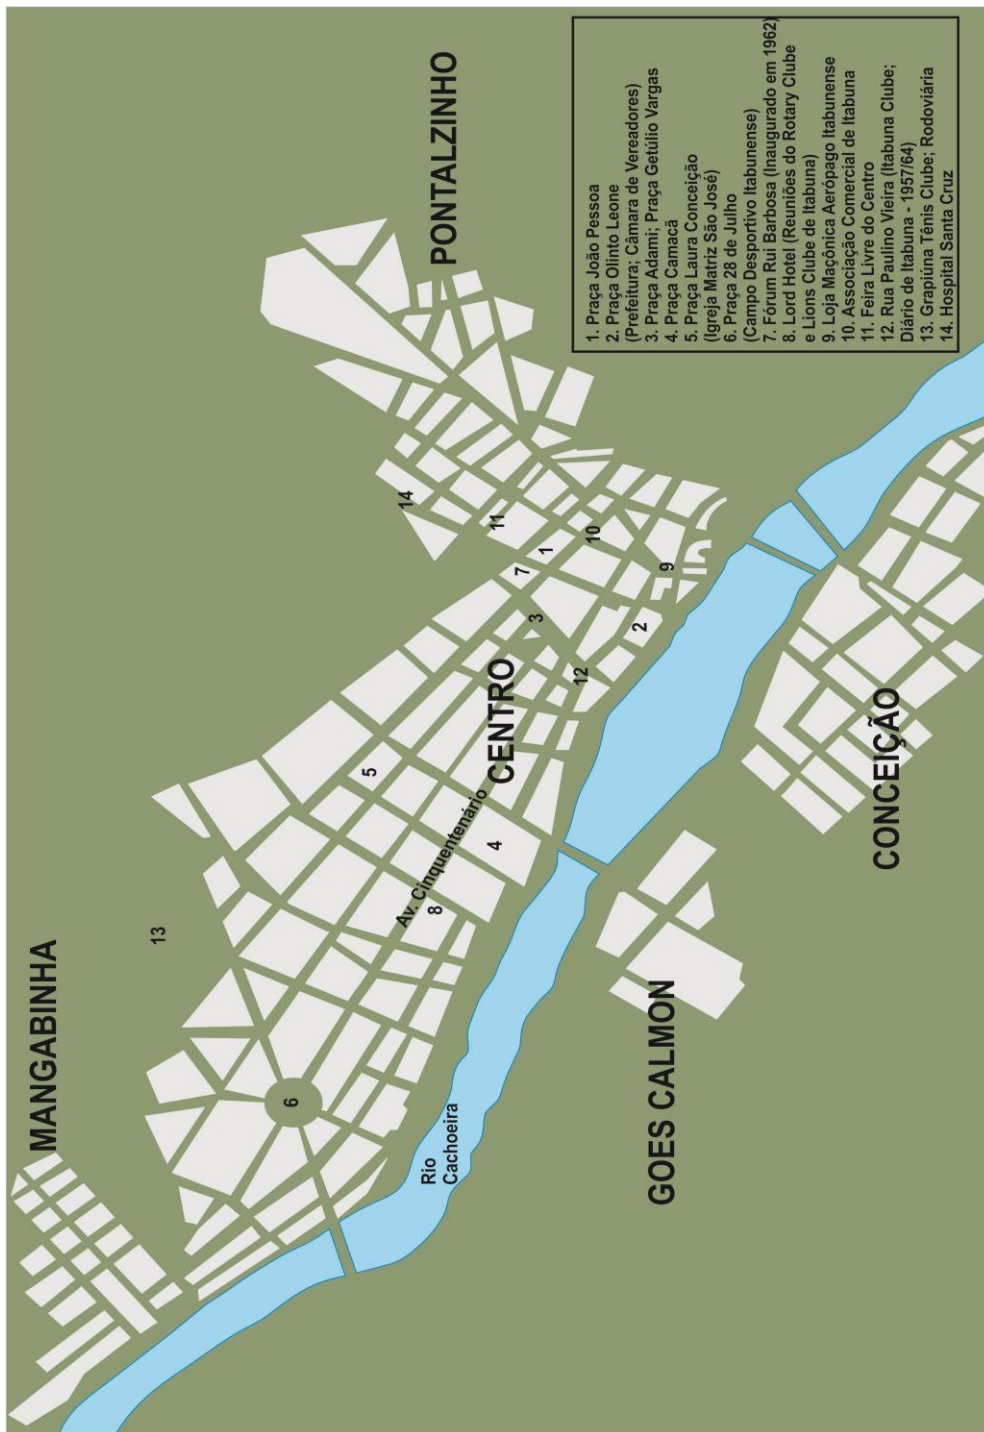 MANGABINHA
13
6
5
14
Rio
Cachoeira
8
Av. Cinquentenário
PONTALZINHO
4
CENTRO
11
7
3
1
12
10
2
GOES CALMON
9
CONCEIÇÃO
1. Praça João Pessoa
2. Praça Olinto Leone
(Prefeitura; Câmara de Vereadores)
3. Praça Adami; Praça Getúlio Vargas
4. Praça Camacã
5. Praça Laura Conceição
(Igreja Matriz São José)
6. Praça 28 de Julho
(Campo Desportivo Itabunense)
7. Fórum Rui Barbosa (Inaugurado em 1962)
8. Lord Hotel (Reuniões do Rotary Clube
e Lions Clube de Itabuna)
9. Loja Maçônica Aerópago Itabunense
10. Associação Comercial de Itabuna
11. Feira Livre do Centro
12. Rua Paulino Vieira (Itabuna Clube;
Diário de Itabuna - 1957/64)
13. Grapiúna Tênis Clube; Rodoviária
14. Hospital Santa Cruz